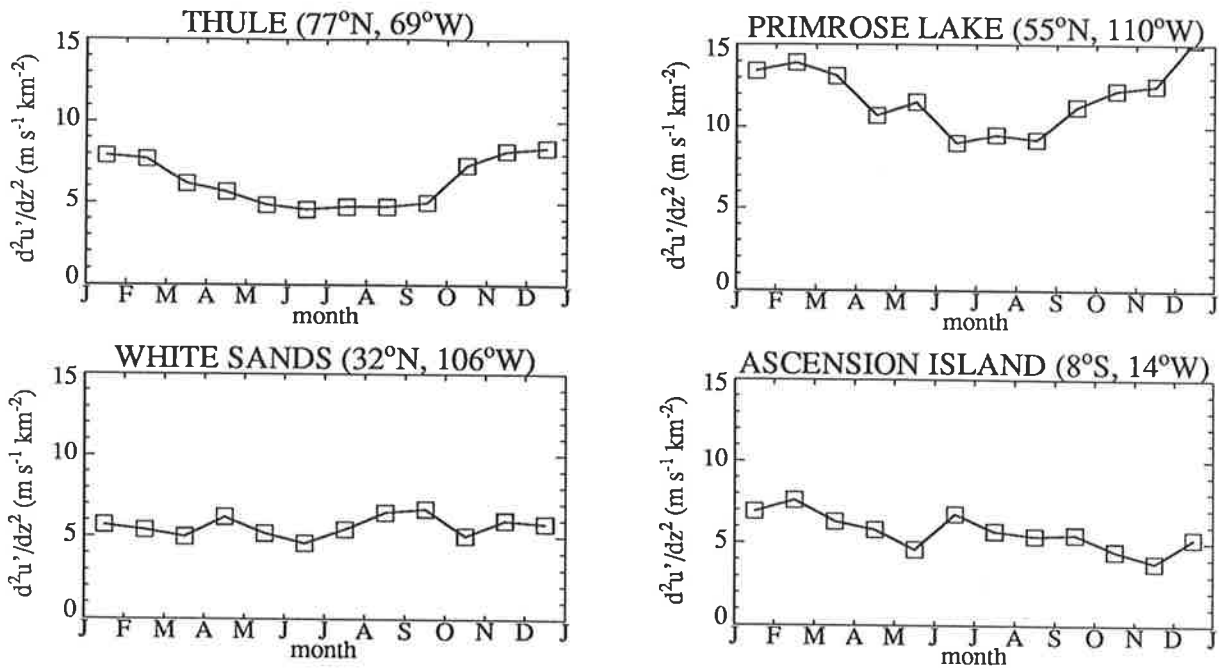 THULE (77°N, 69°W)
15
10
5
0
d²u'/dz² (m s⁻¹ km⁻²)
J F M A M J J A S O N D J
month
PRIMROSE LAKE (55°N, 110°W)
15
10
5
0
d²u'/dz² (m s⁻¹ km⁻²)
J F M A M J J A S O N D J
month
WHITE SANDS (32°N, 106°W)
15
10
5
0
d²u'/dz² (m s⁻¹ km⁻²)
J F M A M J J A S O N D J
month
ASCENSION ISLAND (8°S, 14°W)
15
10
5
0
d²u'/dz² (m s⁻¹ km⁻²)
J F M A M J J A S O N D J
month